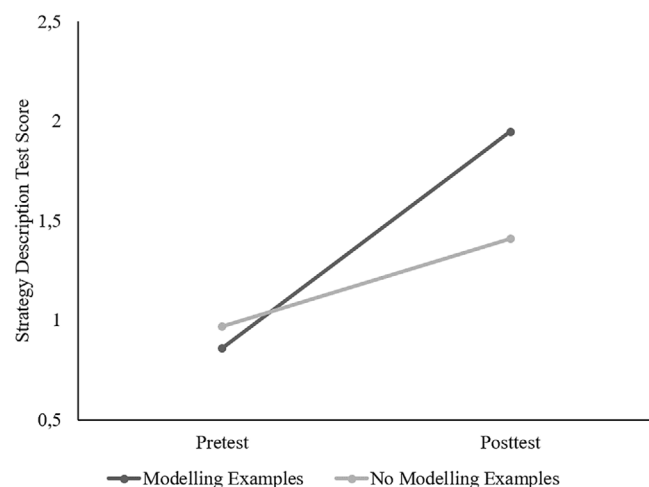 2,5
2
1,5
1
0,5
Strategy Description Test Score
Pretest
Posttest
Modelling Examples
No Modelling Examples